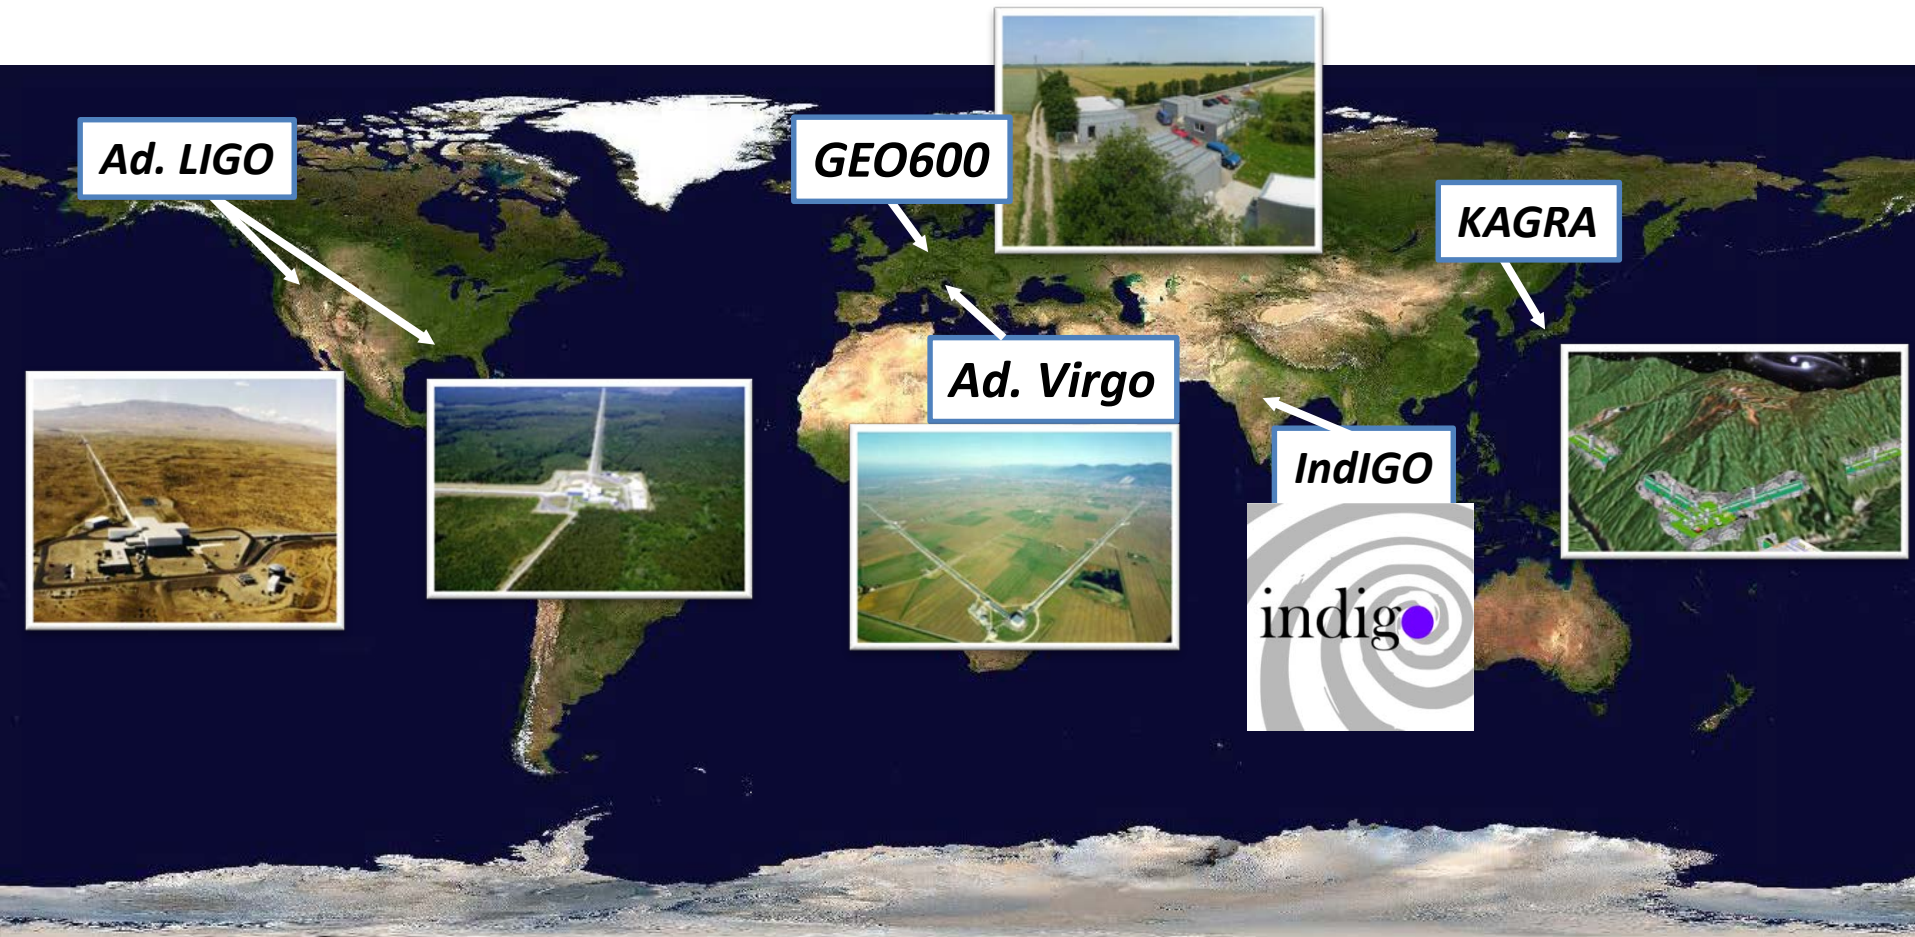 Ad. LIGO
GEO600
KAGRA
Ad. Virgo
IndIGO
indigo